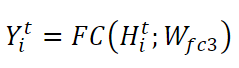 Y_i^t = FC(H_i^t; W_{fc3})